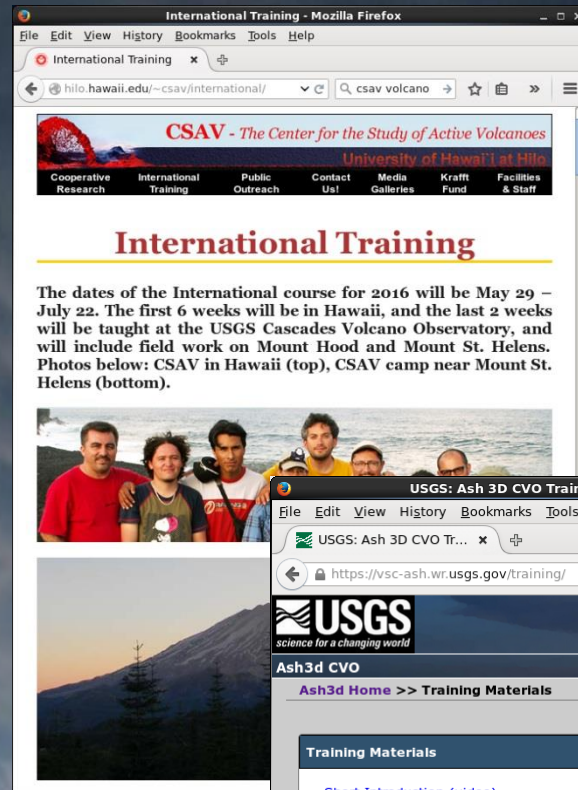 International Training - Mozilla Firefox
File Edit View History Bookmarks Tools Help
International Training
hilo.hawaii.edu/~csav/international/ csav volcano
CSAV - The Center for the Study of Active Volcanoes
University of Hawai`i at Hilo
Cooperative Research International Training Public Outreach Contact Us! Media Galleries Krafft Fund Facilities & Staff
International Training
The dates of the International course for 2016 will be May 29 –
July 22. The first 6 weeks will be in Hawaii, and the last 2 weeks
will be taught at the USGS Cascades Volcano Observatory, and
will include field work on Mount Hood and Mount St. Helens.
Photos below: CSAV in Hawaii (top), CSAV camp near Mount St.
Helens (bottom).
USGS: Ash 3D CVO Train
File Edit View History Bookmarks Tools
USGS: Ash 3D CVO Tr...
https://vsc-ash.wr.usgs.gov/training/
USGS
science for a changing world
Ash3d CVO
Ash3d Home >> Training Materials
Training Materials
Short Introduction (video)